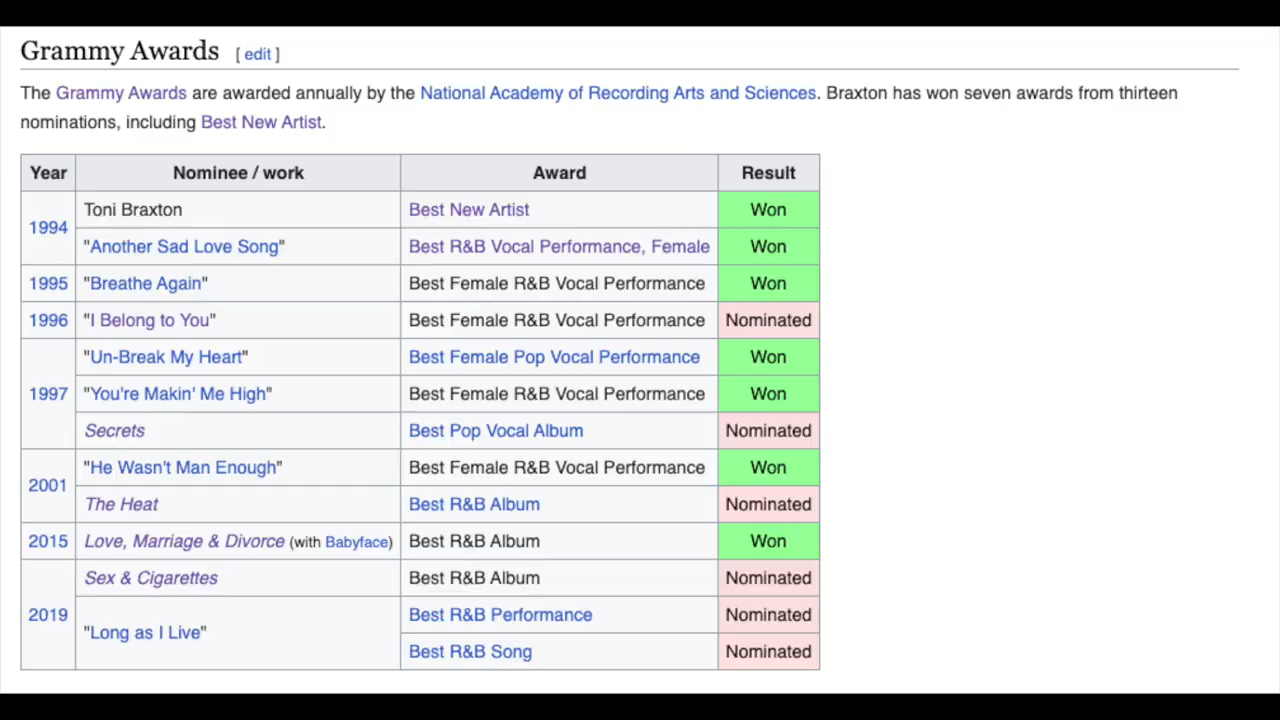 Grammy Awards [ edit ]
The Grammy Awards are awarded annually by the National Academy of Recording Arts and Sciences. Braxton has won seven awards from thirteen
nominations, including Best New Artist.
Year Nominee / work Award Result
1994 Toni Braxton Best New Artist Won
"Another Sad Love Song" Best R&B Vocal Performance, Female Won
1995 "Breathe Again" Best Female R&B Vocal Performance Won
1996 "I Belong to You" Best Female R&B Vocal Performance Nominated
1997 "Un-Break My Heart" Best Female Pop Vocal Performance Won
"You're Makin' Me High" Best Female R&B Vocal Performance Won
Secrets Best Pop Vocal Album Nominated
2001 "He Wasn't Man Enough" Best Female R&B Vocal Performance Won
The Heat Best R&B Album Nominated
2015 Love, Marriage & Divorce (with Babyface) Best R&B Album Won
2019 Sex & Cigarettes Best R&B Album Nominated
"Long as I Live" Best R&B Performance Nominated
Best R&B Song Nominated